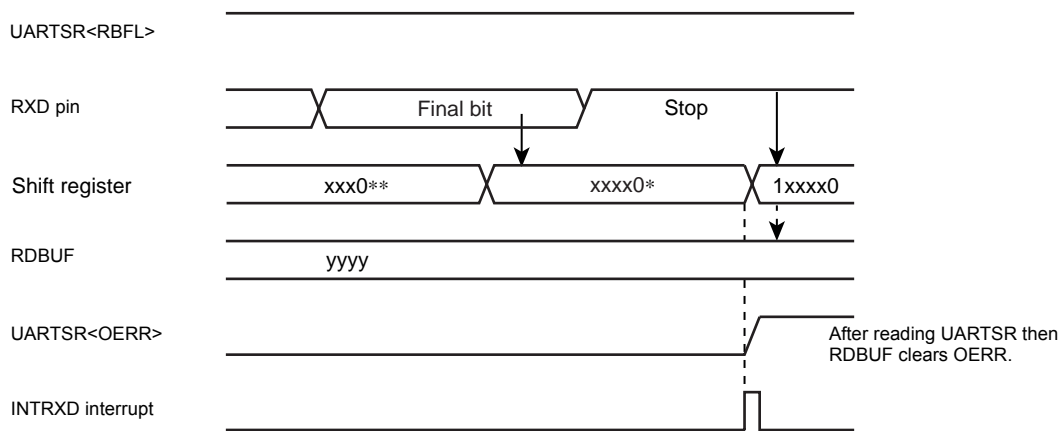 UARTSR<RBFL>
RXD pin
Final bit
Stop
Shift register
xxx0**
xxxx0*
1xxxx0
RDBUF
yyyy
UARTSR<OERR>
After reading UARTSR then
RDBUF clears OERR.
INTRXD interrupt